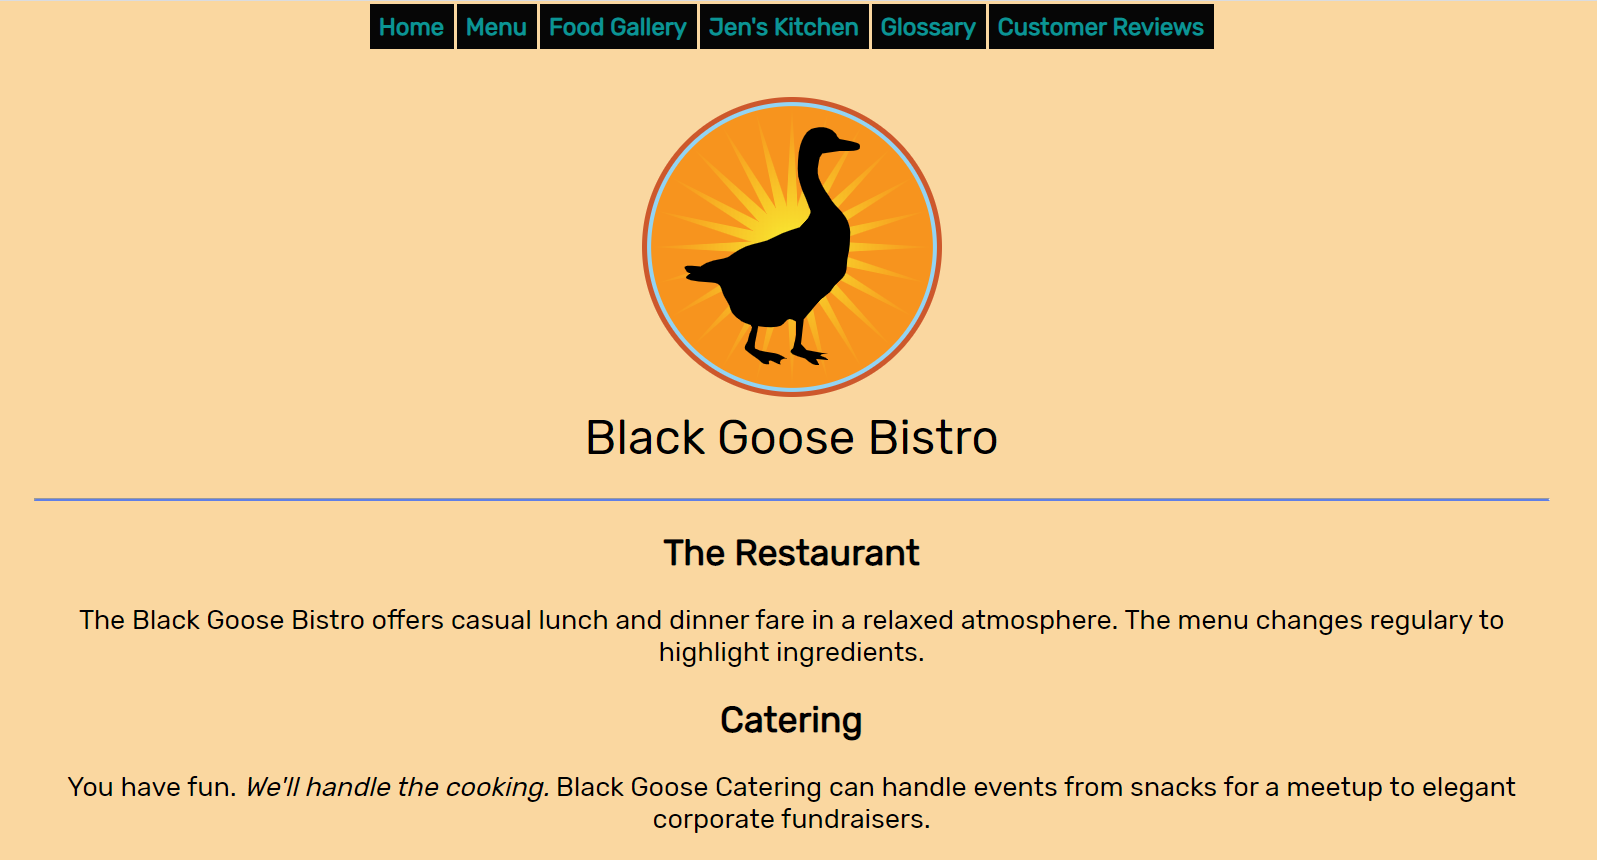 Home Menu Food Gallery Jen's Kitchen Glossary Customer Reviews
Black Goose Bistro
The Restaurant
The Black Goose Bistro offers casual lunch and dinner fare in a relaxed atmosphere. The menu changes regulary to
highlight ingredients.
Catering
You have fun. We'll handle the cooking. Black Goose Catering can handle events from snacks for a meetup to elegant
corporate fundraisers.